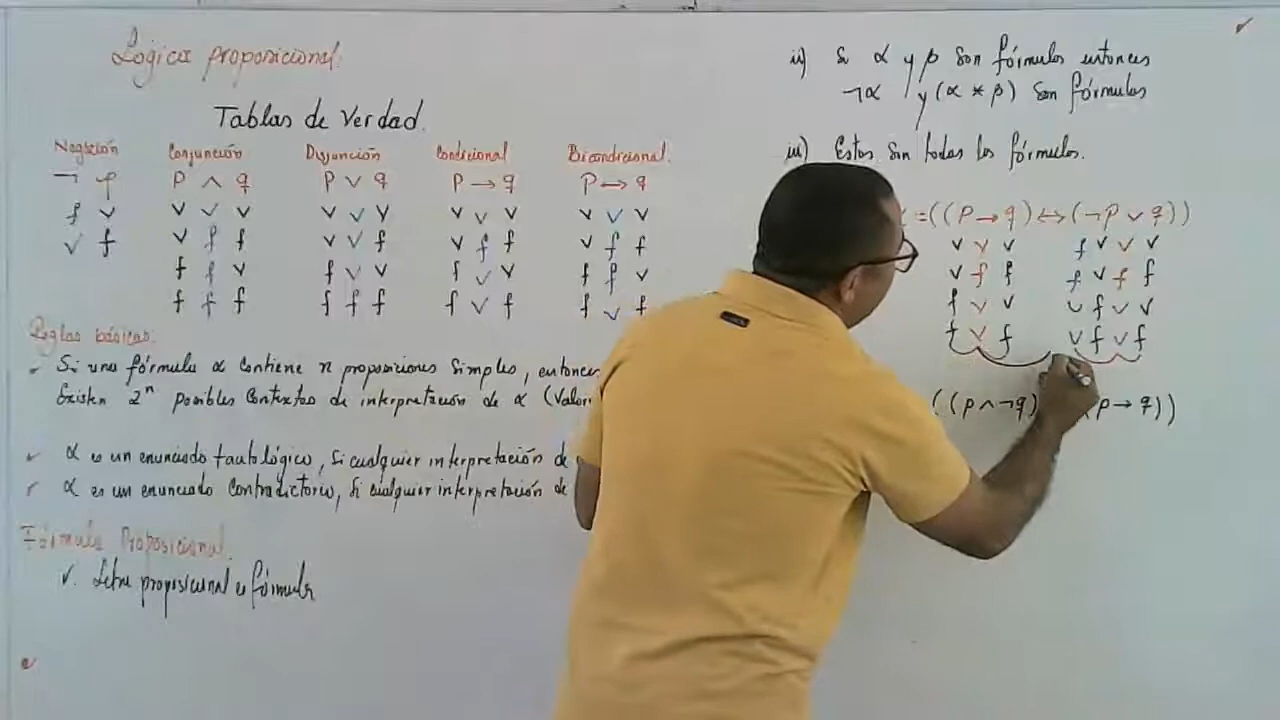 Lógica proposicional.
Tablas de Verdad.
Negación Conjunción Disyunción Condicional Bicondicional.
¬ p P ∧ q P ∨ q P → q P ↔ q
f v v v v v v v v v v v v v
v f v f f v v f v f f v f f
f f v f v v f v v f f v
f f f f f f f v f f v f
Reglas básicas.
Si una fórmula α contiene n proposiciones simples, entonces
Existen 2ⁿ posibles contextos de interpretación de α (Valor
✓ α es un enunciado tautológico, si cualquier interpretación de
✓ α es un enunciado contradictorio, si cualquier interpretación de
Fórmula Proposicional.
✓. Letra proposicional es fórmula
ii) Si α y β son fórmulas entonces
¬α y (α * β) son fórmulas
iii) Estas son todas las fórmulas.
=((P → q) ↔ (¬P ∨ q))
v v v f v v v
v f f f v f f
f v v v f v v
f v f v f v f
((p ∧ ¬q) p → q))